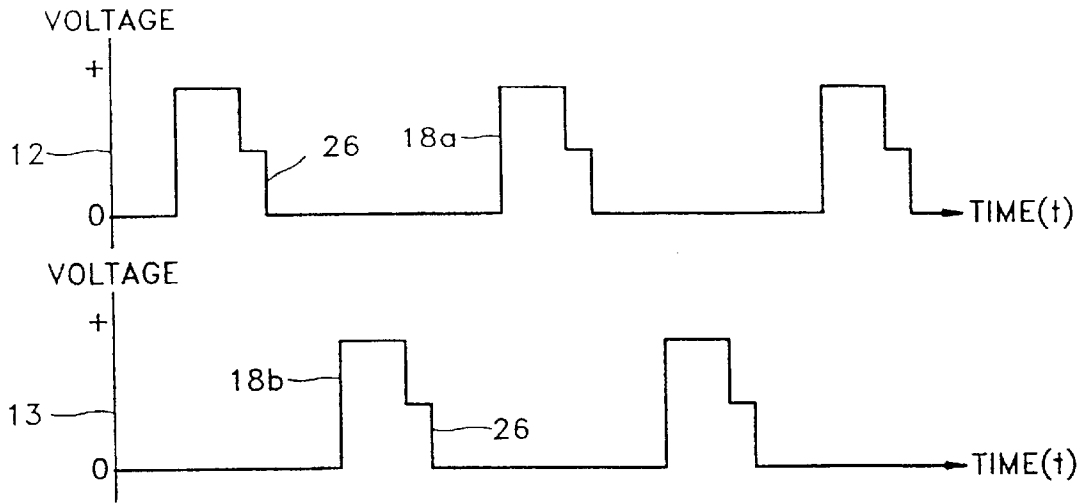 VOLTAGE
+
12
26
18a
0
TIME(t)
VOLTAGE
+
18b
13
26
0
TIME(t)